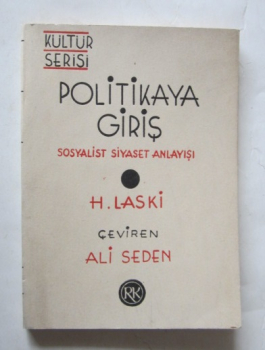 KÜLTÜR
SERİSİ
POLİTİKAYA
GİRİŞ
SOSYALİST SİYASET ANLAYIŞI
H. LASKİ
ÇEVİREN
ALİ SEDEN
RK